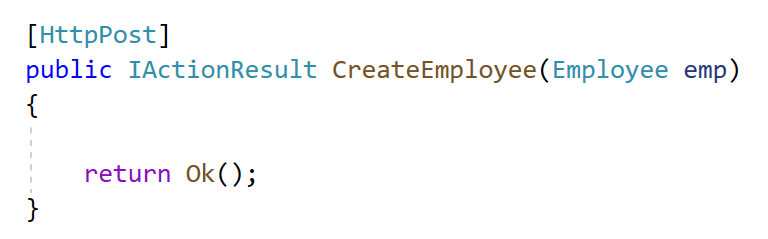 [HttpPost]
public IActionResult CreateEmployee(Employee emp)
{
return Ok();
}